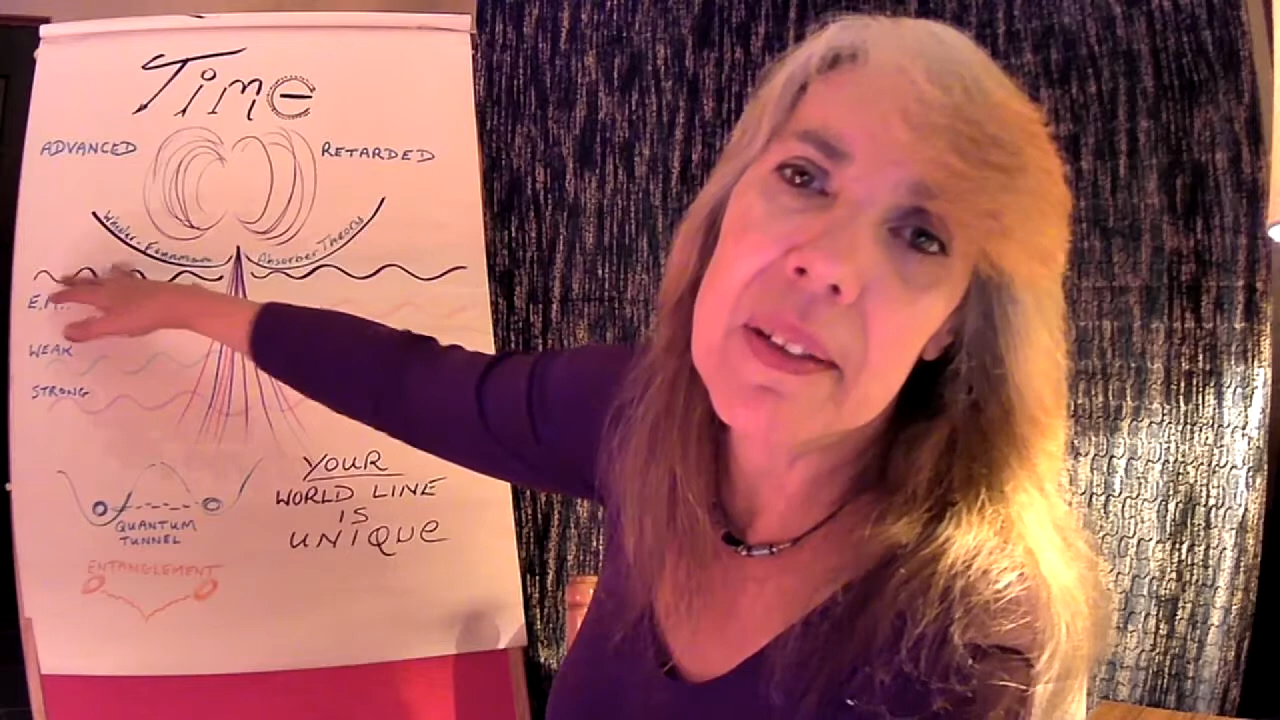 Time
ADVANCED
RETARDED
Wheeler-Feynman Absorber Theory
E.M.
WEAK
STRONG
YOUR
WORLD LINE
IS
UNIQUE
QUANTUM
TUNNEL
ENTANGLEMENT